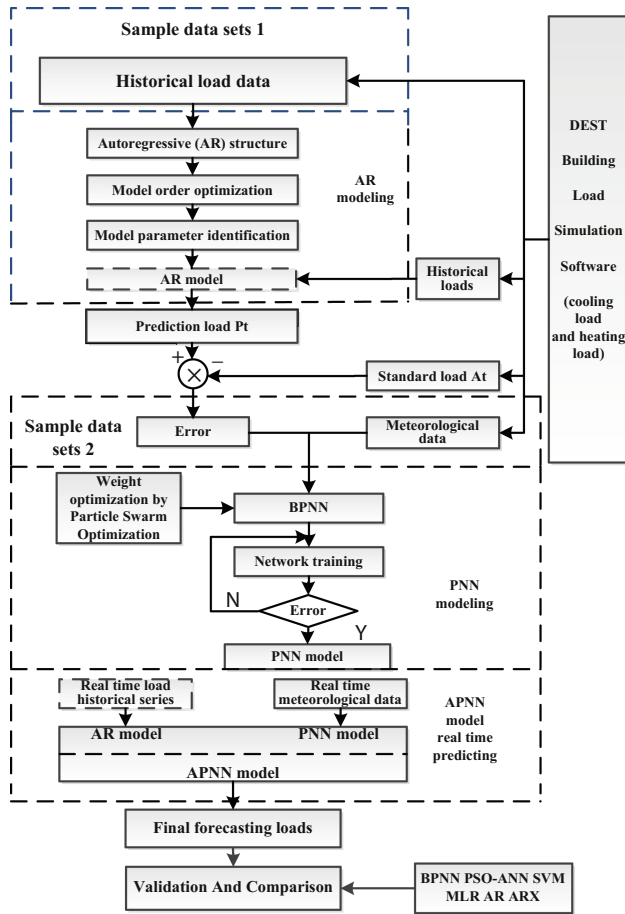 Sample data sets 1
Historical load data
Autoregressive (AR) structure
Model order optimization
Model parameter identification
AR model
AR
modeling
Historical
loads
DEST
Building
Load
Simulation
Software
(cooling
load
and heating
load)
Prediction load Pt
+
−
Standard load At
Sample data
sets 2
Error
Meteorological
data
Weight
optimization by
Particle Swarm
Optimization
BPNN
Network training
N
Error
Y
PNN model
PNN
modeling
Real time load
historical series
Real time
meteorological data
AR model
PNN model
APNN model
APNN
model
real time
predicting
Final forecasting loads
Validation And Comparison
BPNN PSO-ANN SVM
MLR AR ARX